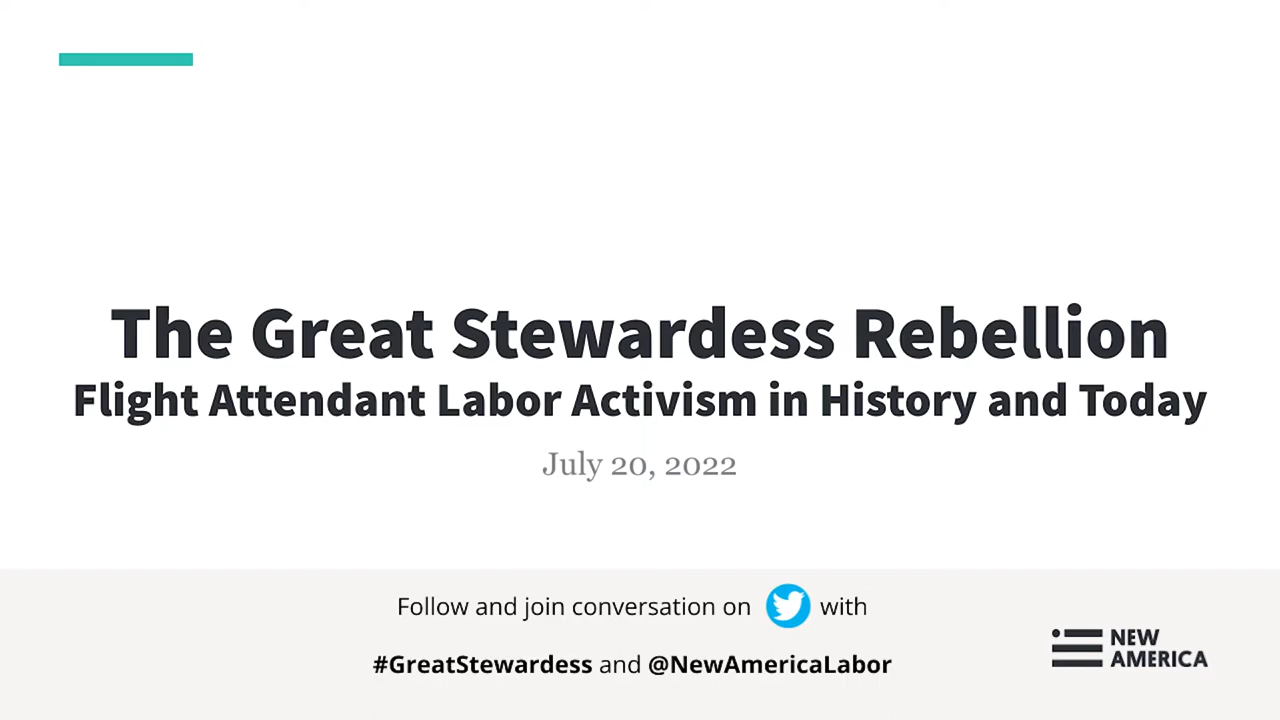 The Great Stewardess Rebellion
Flight Attendant Labor Activism in History and Today
July 20, 2022
Follow and join conversation on with
#GreatStewardess and @NewAmericaLabor
NEW
AMERICA